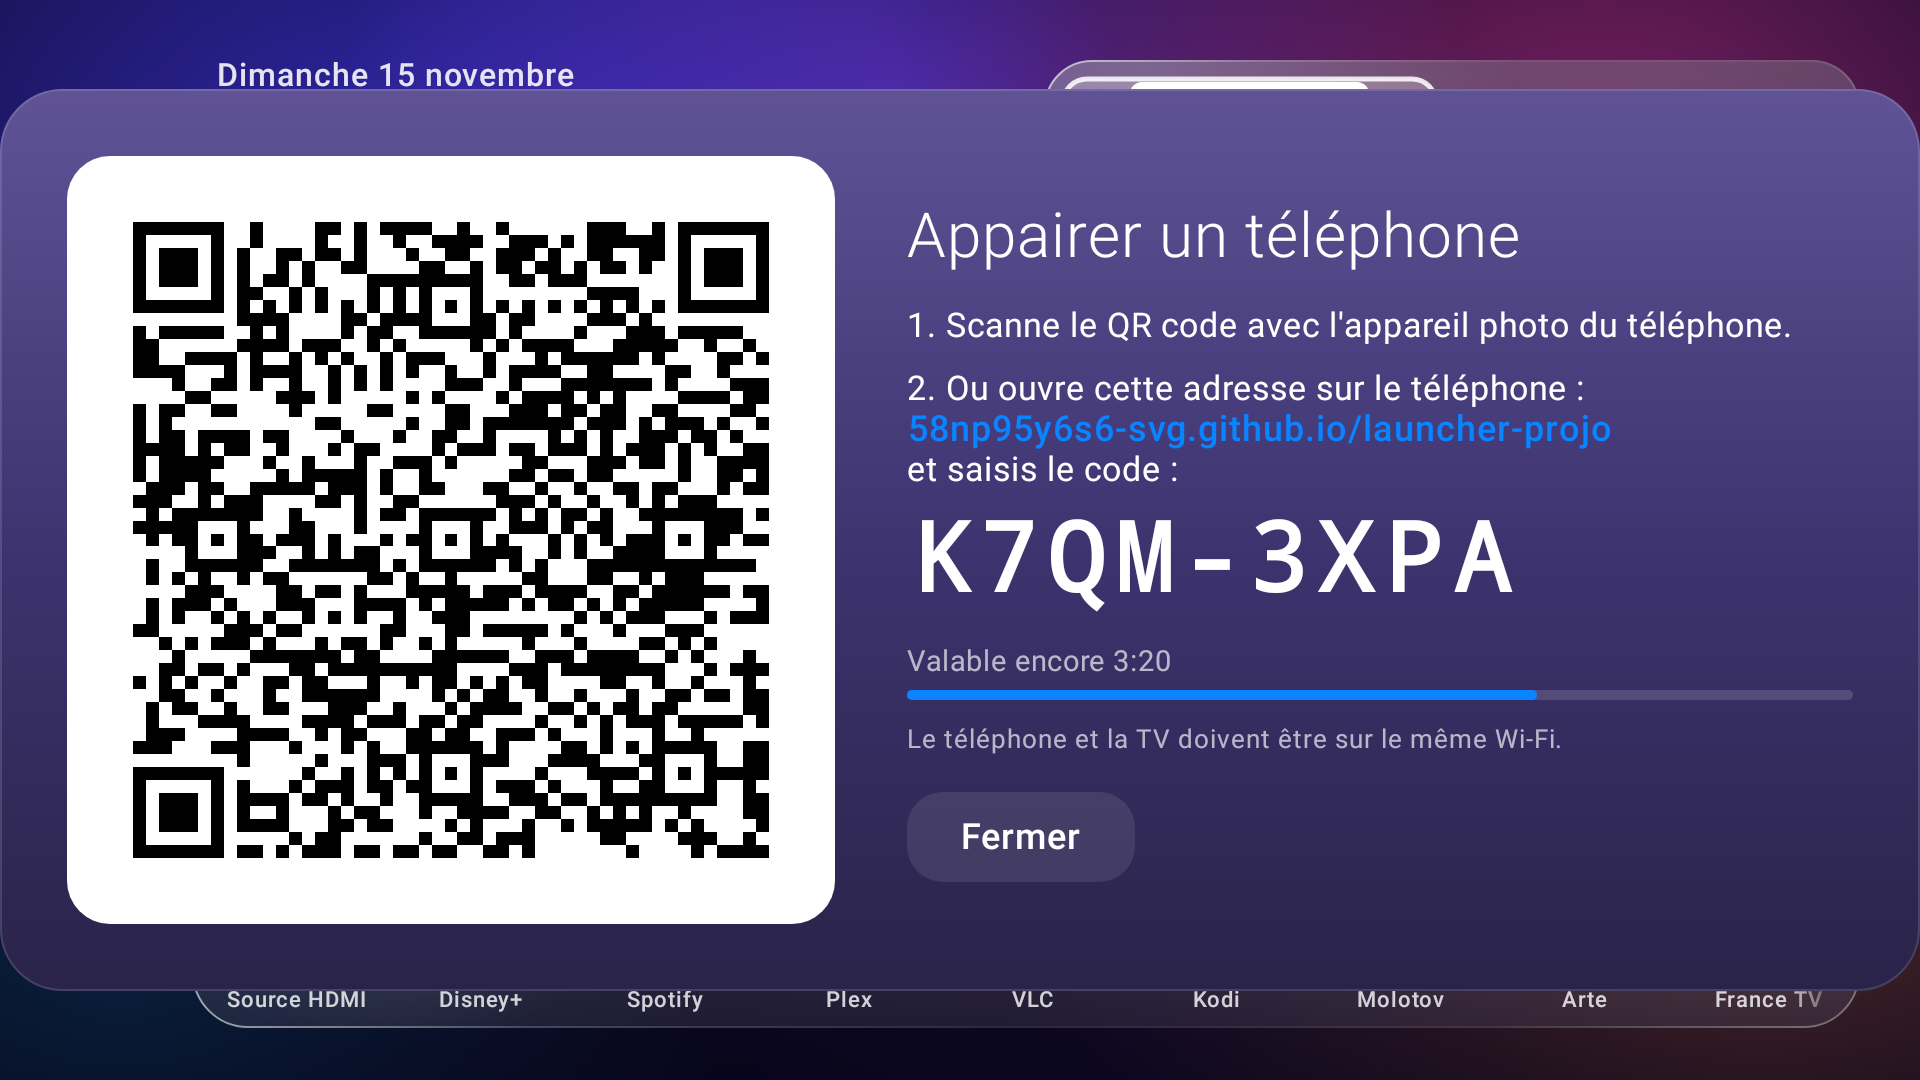 Dimanche 15 novembre
Appairer un téléphone
1. Scanne le QR code avec l'appareil photo du téléphone.
2. Ou ouvre cette adresse sur le téléphone :
58np95y6s6-svg.github.io/launcher-projo
et saisis le code :
K7QM-3XPA
Valable encore 3:20
Le téléphone et la TV doivent être sur le même Wi-Fi.
Fermer
Source HDMI Disney+ Spotify Plex VLC Kodi Molotov Arte France TV